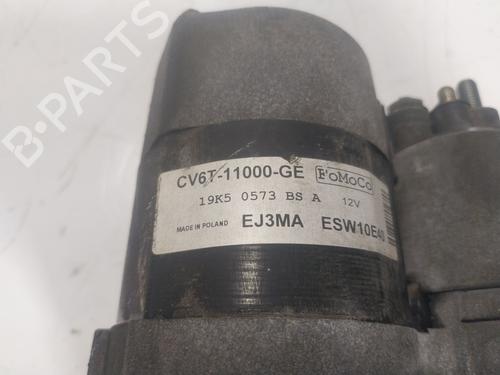 CV6T-11000-GE FoMoCo
19K5 0573 BS A 12V
MADE IN POLAND EJ3MA ESW10E40
B-PARTS